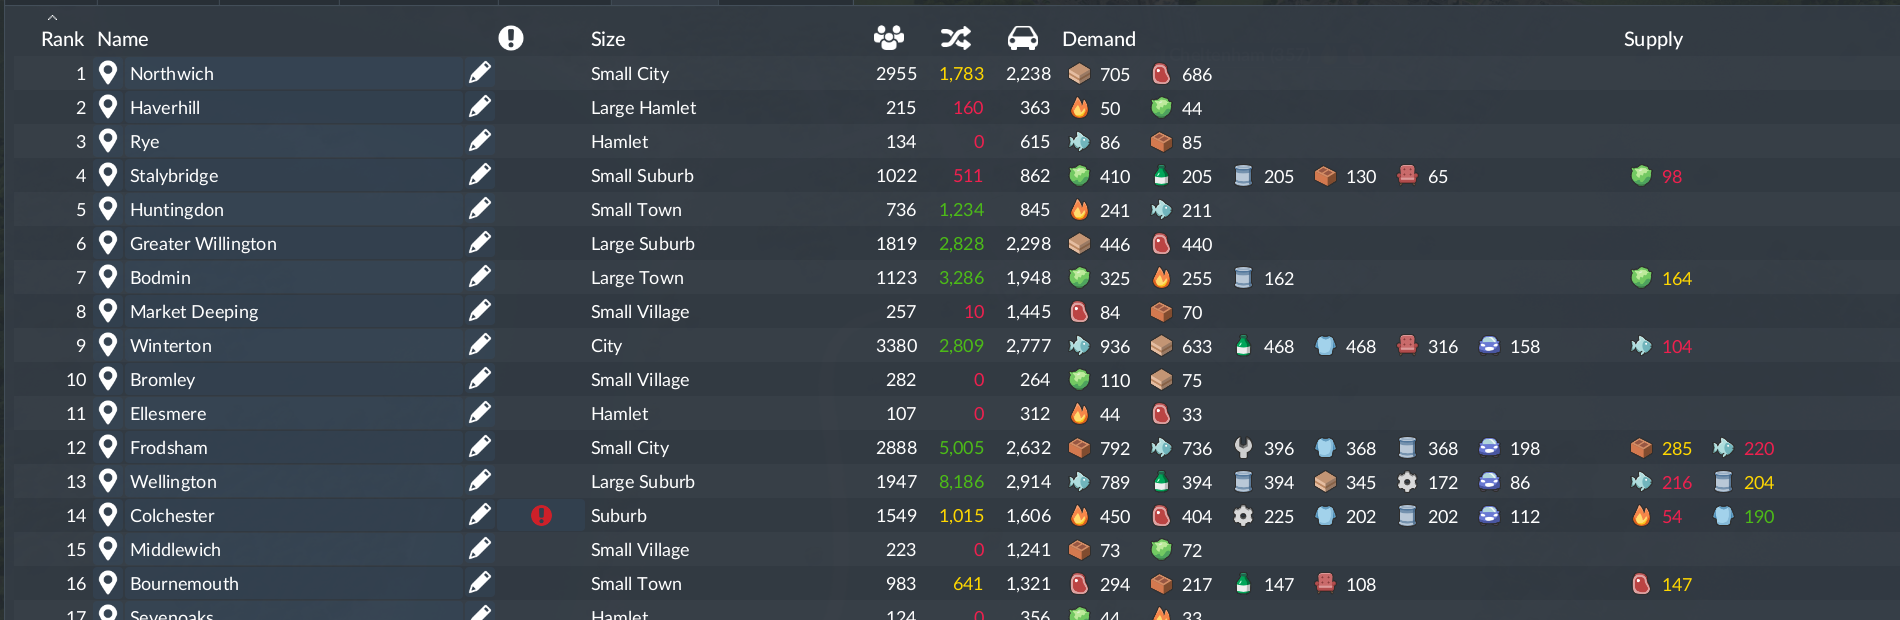 Rank Name Size Demand Supply
1 Northwich Small City 2955 1,783 2,238 705 686
2 Haverhill Large Hamlet 215 160 363 50 44
3 Rye Hamlet 134 0 615 86 85
4 Stalybridge Small Suburb 1022 511 862 410 205 205 130 65 98
5 Huntingdon Small Town 736 1,234 845 241 211
6 Greater Willington Large Suburb 1819 2,828 2,298 446 440
7 Bodmin Large Town 1123 3,286 1,948 325 255 162 164
8 Market Deeping Small Village 257 10 1,445 84 70
9 Winterton City 3380 2,809 2,777 936 633 468 468 316 158 104
10 Bromley Small Village 282 0 264 110 75
11 Ellesmere Hamlet 107 0 312 44 33
12 Frodsham Small City 2888 5,005 2,632 792 736 396 368 368 198 285 220
13 Wellington Large Suburb 1947 8,186 2,914 789 394 394 345 172 86 216 204
14 Colchester Suburb 1549 1,015 1,606 450 404 225 202 202 112 54 190
15 Middlewich Small Village 223 0 1,241 73 72
16 Bournemouth Small Town 983 641 1,321 294 217 147 108 147
17 Sevenoaks Hamlet 124 0 356 44 33